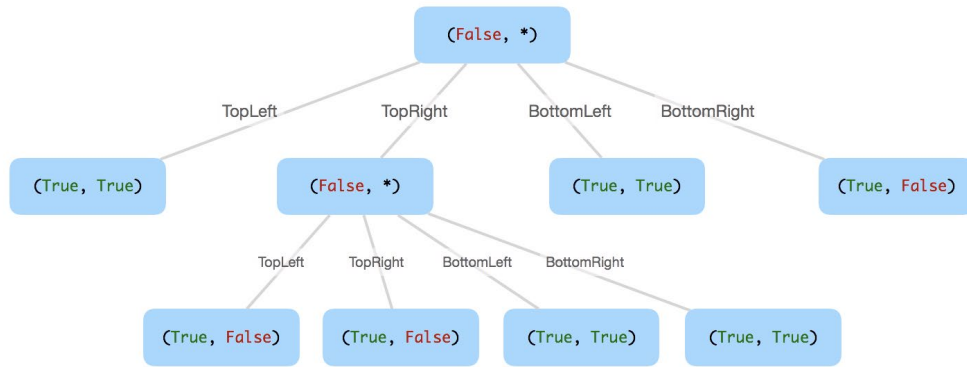 (False, *)
TopLeft TopRight BottomLeft BottomRight
(True, True) (False, *) (True, True) (True, False)
TopLeft TopRight BottomLeft BottomRight
(True, False) (True, False) (True, True) (True, True)